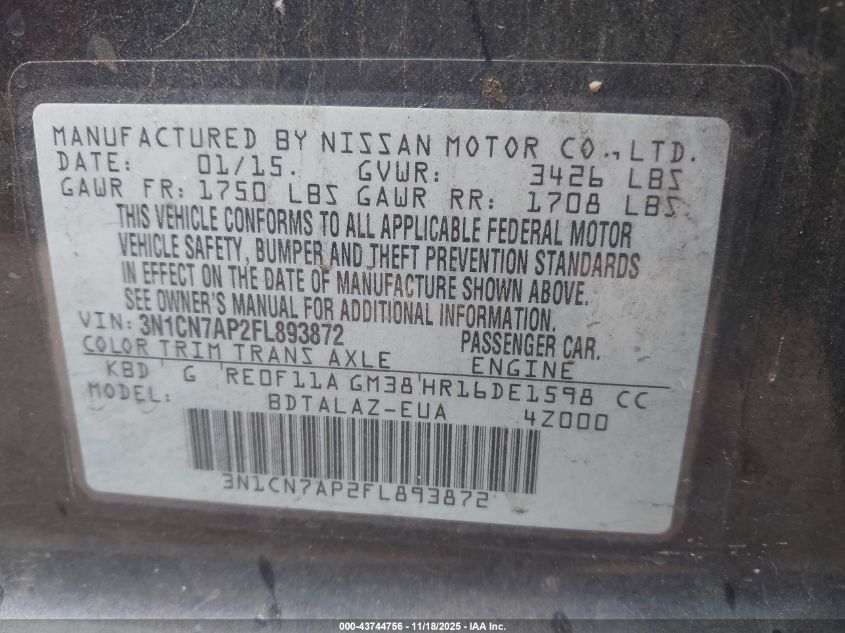 MANUFACTURED BY NISSAN MOTOR CO., LTD.
DATE: 01/15. GVWR: 3426 LBS
GAWR FR: 1750 LBS GAWR RR: 1708 LBS
THIS VEHICLE CONFORMS TO ALL APPLICABLE FEDERAL MOTOR
VEHICLE SAFETY, BUMPER AND THEFT PREVENTION STANDARDS
IN EFFECT ON THE DATE OF MANUFACTURE SHOWN ABOVE.
SEE OWNER'S MANUAL FOR ADDITIONAL INFORMATION.
VIN: 3N1CN7AP2FL893872 PASSENGER CAR.
COLOR TRIM TRANS AXLE ENGINE
KBD G RE0F11A GM38 HR16DE1598 CC
MODEL: BDTALAZ-EUA 4Z000
3N1CN7AP2FL893872
000-43744756 - 11/18/2025 - IAA Inc.